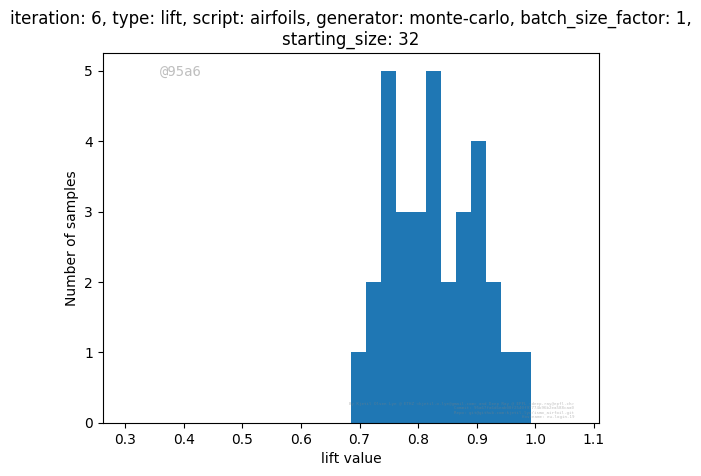 iteration: 6, type: lift, script: airfoils, generator: monte-carlo, batch_size_factor: 1,
starting_size: 32
@95a6
5
4
3
2
1
0
Number of samples
0.3 0.4 0.5 0.6 0.7 0.8 0.9 1.0 1.1
lift value